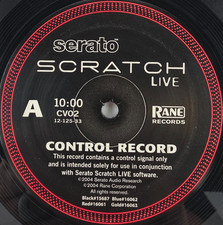 serato
SCRATCH
LIVE
A
10:00
CV02
12-125-33
RANE
RECORDS
CONTROL RECORD
This record contains a control signal only
and is intended solely for use in conjunction
with Serato Scratch LIVE software.
©2004 Serato Audio Research
©2004 Rane Corporation
All rights reserved.
Black#13687 Blue#16062
Red#16061 Gold#16063